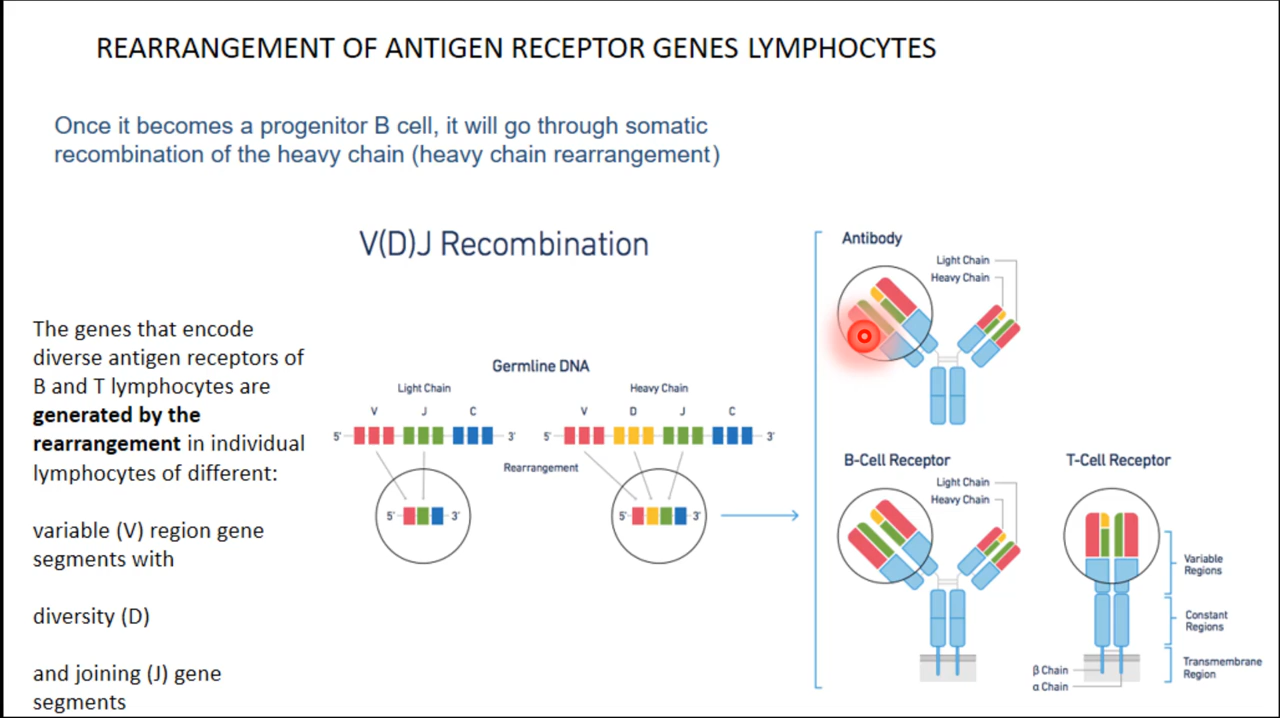 REARRANGEMENT OF ANTIGEN RECEPTOR GENES LYMPHOCYTES
Once it becomes a progenitor B cell, it will go through somatic
recombination of the heavy chain (heavy chain rearrangement)
V(D)J Recombination
The genes that encode
diverse antigen receptors of
B and T lymphocytes are
generated by the
rearrangement in individual
lymphocytes of different:
variable (V) region gene
segments with
diversity (D)
and joining (J) gene
segments
Germline DNA
Light Chain
Heavy Chain
V J C
V D J C
5' 3'
5' 3'
Rearrangement
5' 3'
5' 3'
Antibody
Light Chain
Heavy Chain
B-Cell Receptor
Light Chain
Heavy Chain
T-Cell Receptor
Variable
Regions
Constant
Regions
Transmembrane
Region
β Chain
α Chain